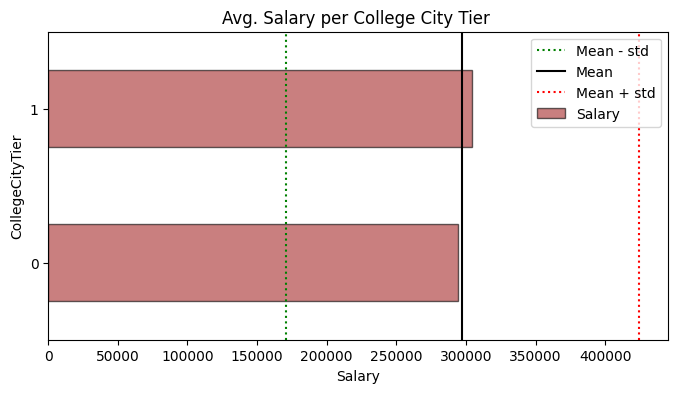 Avg. Salary per College City Tier
Mean - std
Mean
Mean + std
Salary
CollegeCityTier
1
0
0 50000 100000 150000 200000 250000 300000 350000 400000
Salary